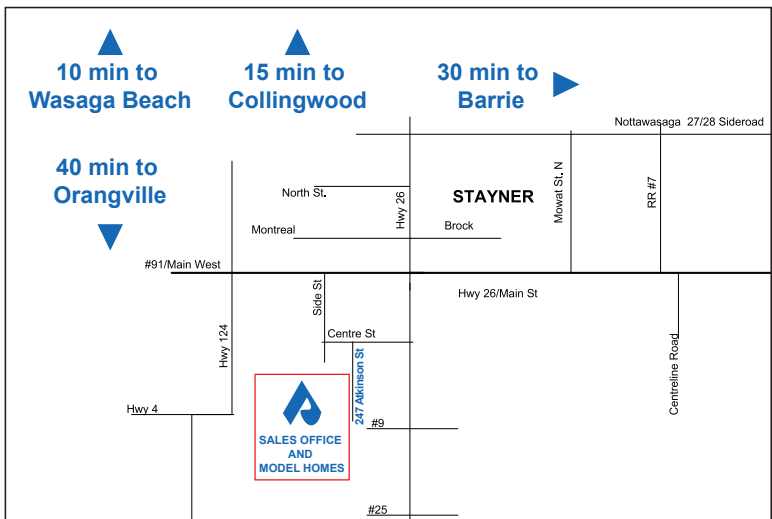 10 min to
Wasaga Beach
15 min to
Collingwood
30 min to
Barrie
Nottawasaga 27/28 Sideroad
40 min to
Orangville
North St.
Hwy 26
STAYNER
Mowat St. N
RR #7
Montreal
Brock
#91/Main West
Side St
Hwy 26/Main St
Hwy 124
Centre St
247 Atkinson St
Centreline Road
Hwy 4
#9
SALES OFFICE
AND
MODEL HOMES
#25